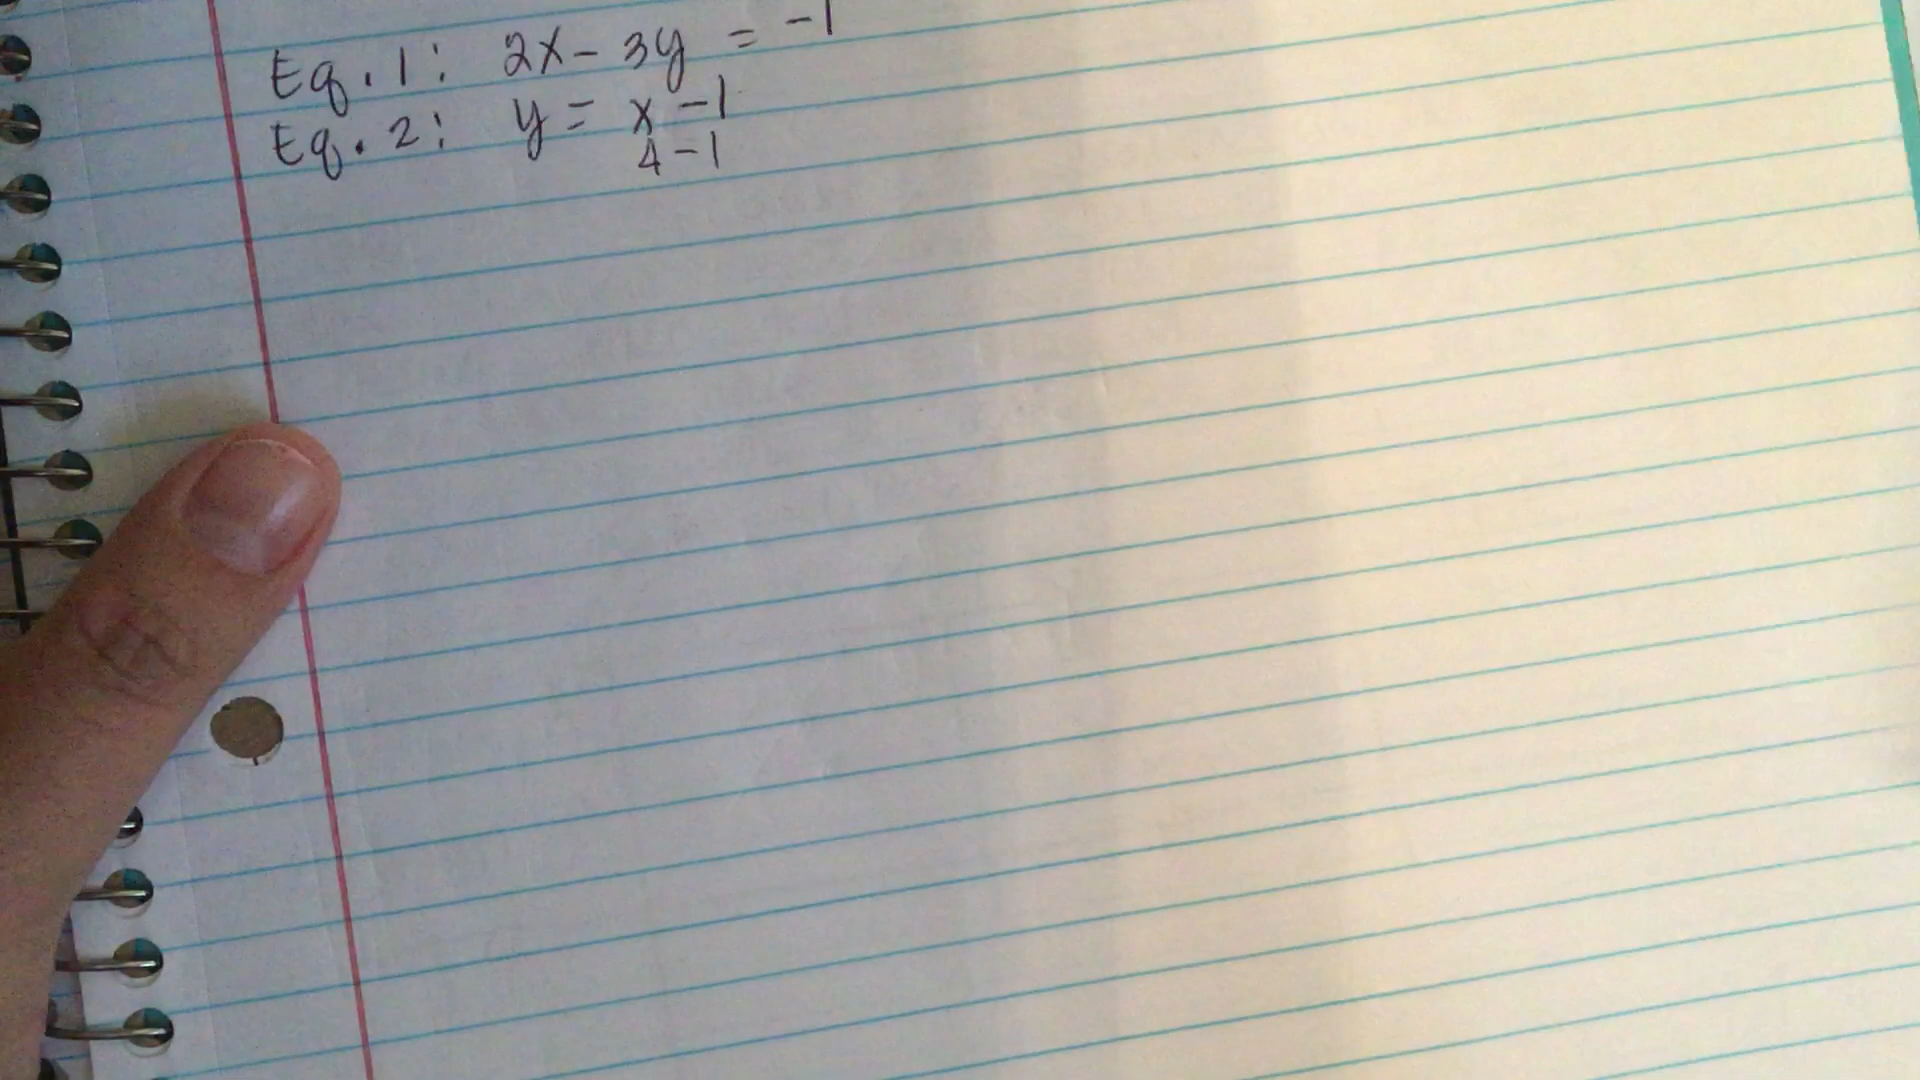 Eq. 1: 2x - 3y = -1
Eq. 2: y = x - 1
4 - 1